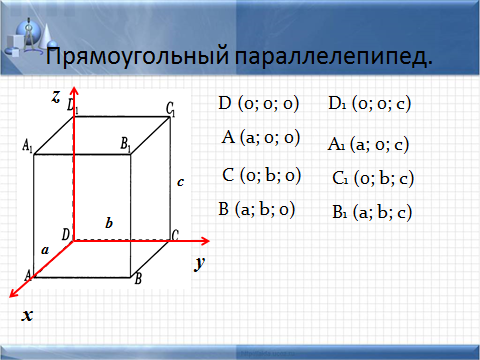 Прямоугольный параллелепипед.
D (0; 0; 0) D₁ (0; 0; c)
A (a; 0; 0) A₁ (a; 0; c)
C (0; b; 0) C₁ (0; b; c)
B (a; b; 0) B₁ (a; b; c)
z
D₁
C₁
A₁
B₁
c
D
b
C
a
y
A
B
x